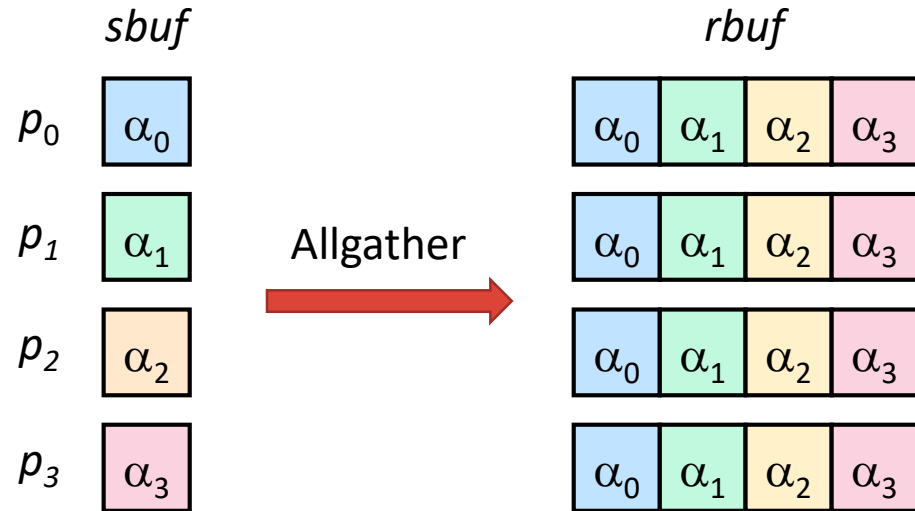 sbuf rbuf
p0 α0 α0 α1 α2 α3
p1 α1 α0 α1 α2 α3
Allgather
p2 α2 α0 α1 α2 α3
p3 α3 α0 α1 α2 α3